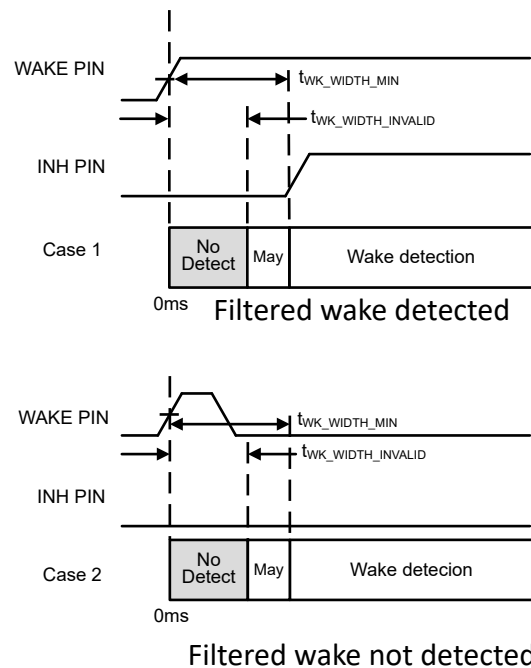 WAKE PIN
tWK_WIDTH_MIN
tWK_WIDTH_INVALID
INH PIN
Case 1
No
Detect
May
Wake detection
0ms
Filtered wake detected
WAKE PIN
tWK_WIDTH_MIN
tWK_WIDTH_INVALID
INH PIN
Case 2
No
Detect
May
Wake detecion
0ms
Filtered wake not detected